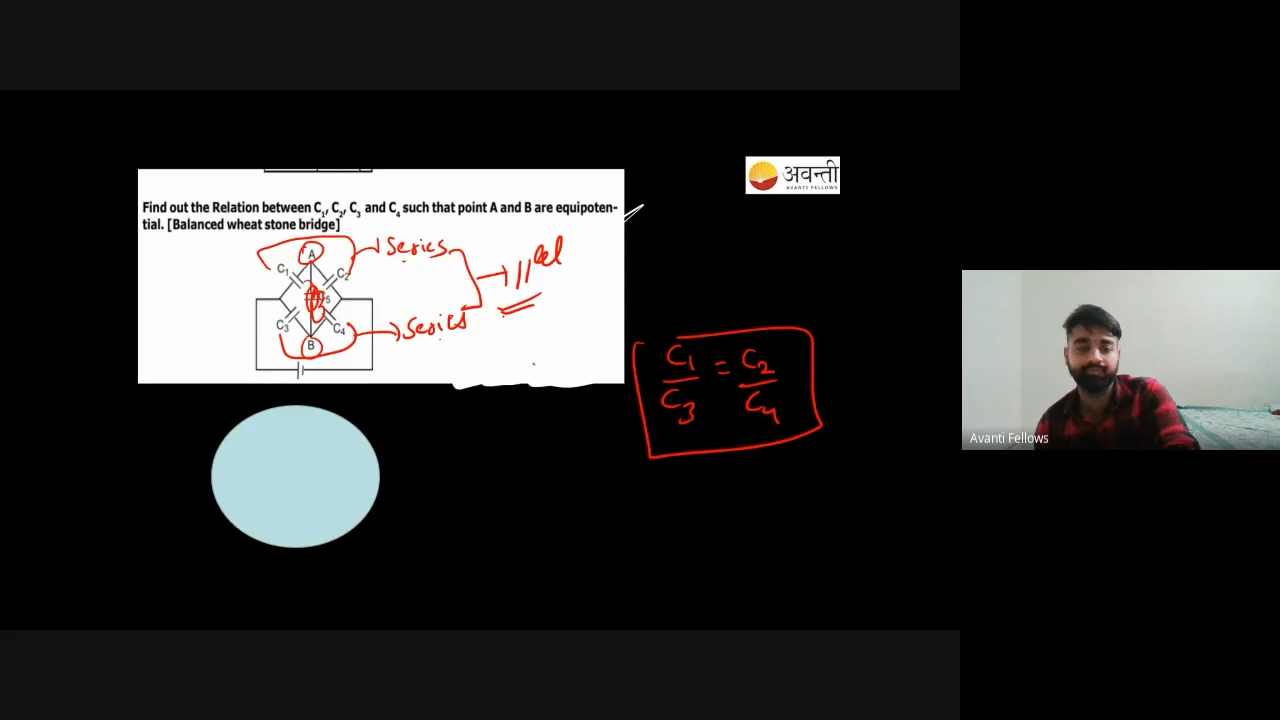 अवन्ती
AVANTI FELLOWS
Find out the Relation between C1, C2, C3 and C4 such that point A and B are equipoten-
tial. [Balanced wheat stone bridge]
A
Series
C1
C2
||el
5
C3
C4
Series
B
C1/C3 = C2/C4
Avanti Fellows